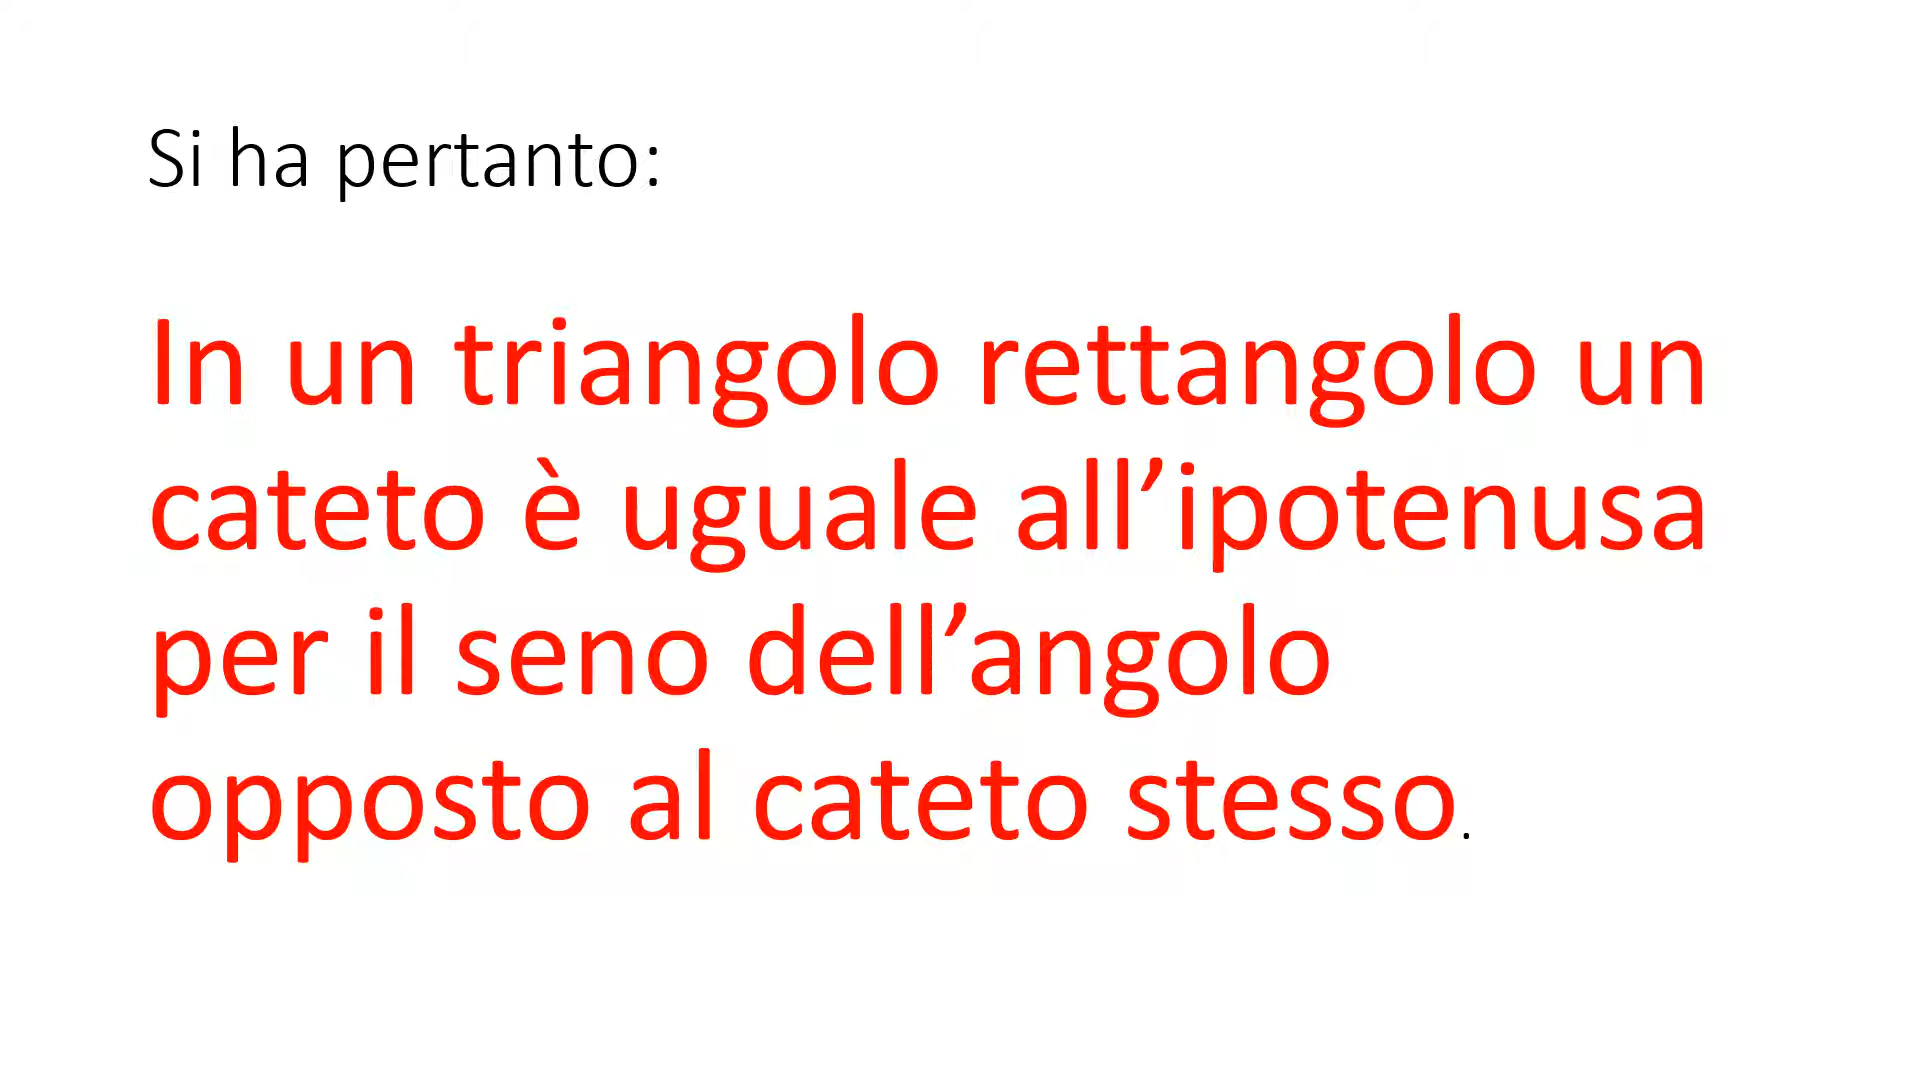 Si ha pertanto:
In un triangolo rettangolo un
cateto è uguale all’ipotenusa
per il seno dell’angolo
opposto al cateto stesso.